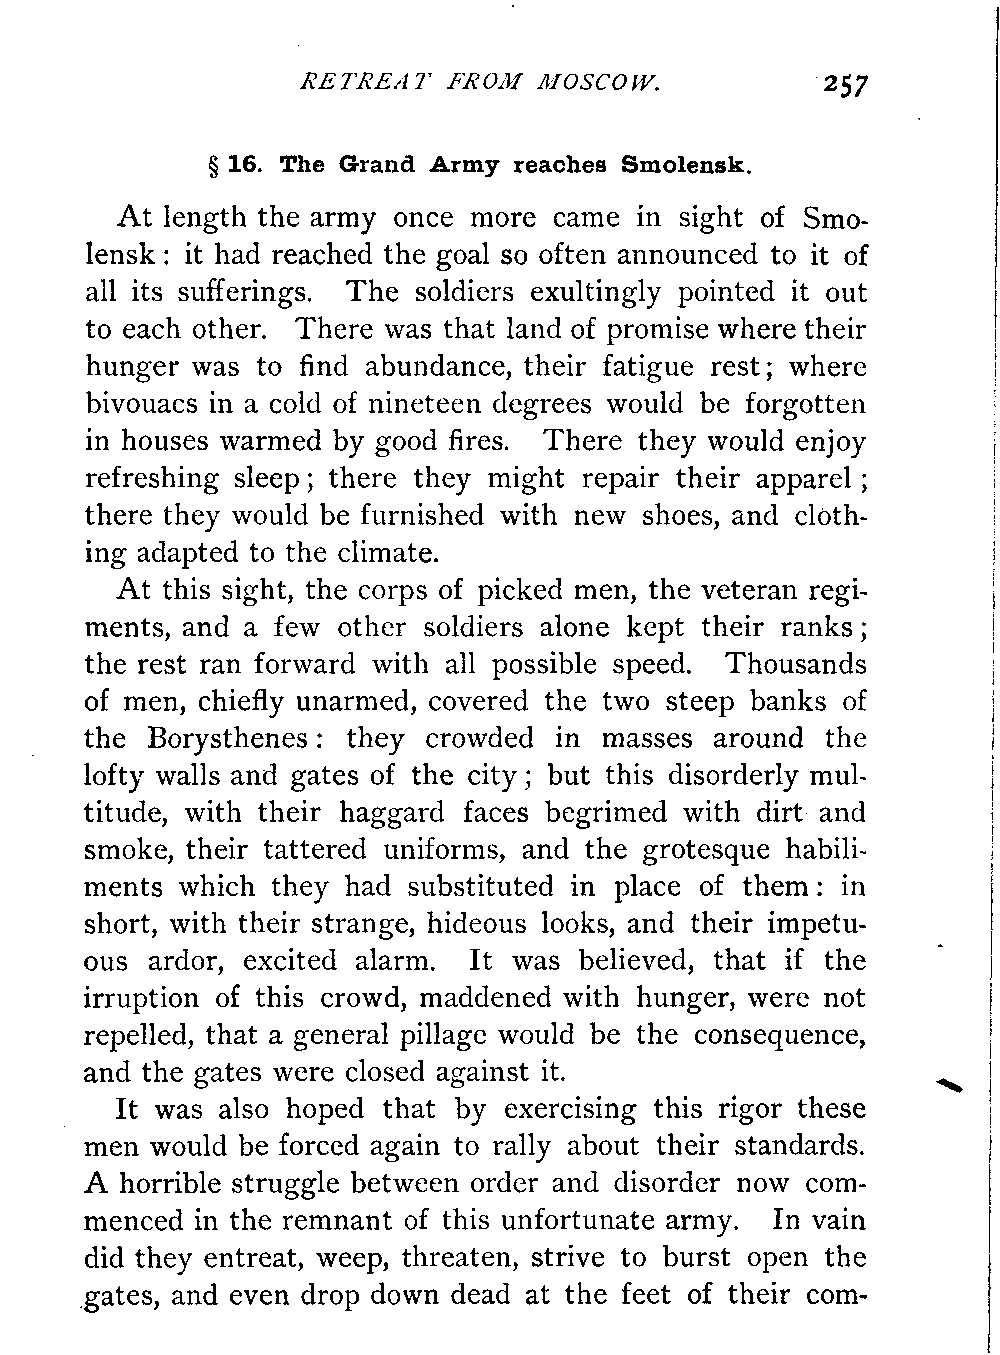 RETREAT FROM MOSCOW. 257
§ 16. The Grand Army reaches Smolensk.
At length the army once more came in sight of Smo-
lensk : it had reached the goal so often announced to it of
all its sufferings. The soldiers exultingly pointed it out
to each other. There was that land of promise where their
hunger was to find abundance, their fatigue rest ; where
bivouacs in a cold of nineteen degrees would be forgotten
in houses warmed by good fires. There they would enjoy
refreshing sleep ; there they might repair their apparel ;
there they would be furnished with new shoes, and cloth-
ing adapted to the climate.
At this sight, the corps of picked men, the veteran regi-
ments, and a few other soldiers alone kept their ranks ;
the rest ran forward with all possible speed. Thousands
of men, chiefly unarmed, covered the two steep banks of
the Borysthenes : they crowded in masses around the
lofty walls and gates of the city ; but this disorderly mul-
titude, with their haggard faces begrimed with dirt and
smoke, their tattered uniforms, and the grotesque habili-
ments which they had substituted in place of them : in
short, with their strange, hideous looks, and their impetu-
ous ardor, excited alarm. It was believed, that if the
irruption of this crowd, maddened with hunger, were not
repelled, that a general pillage would be the consequence,
and the gates were closed against it.
It was also hoped that by exercising this rigor these
men would be forced again to rally about their standards.
A horrible struggle between order and disorder now com-
menced in the remnant of this unfortunate army. In vain
did they entreat, weep, threaten, strive to burst open the
gates, and even drop down dead at the feet of their com-